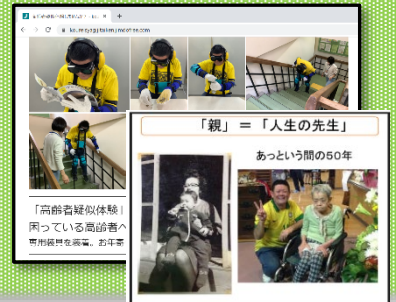 「高齢者疑似体験」
困っている高齢者へ
専用装具を装着。お年寄
「親」 ＝ 「人生の先生」
あっという間の50年